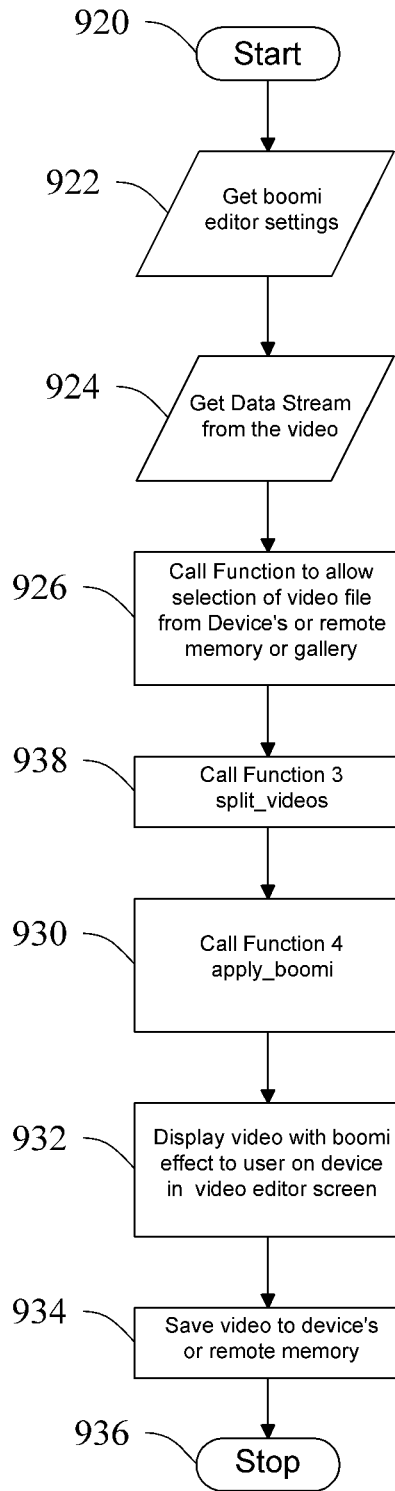 920
Start
922
Get boomi
editor settings
924
Get Data Stream
from the video
926
Call Function to allow
selection of video file
from Device's or remote
memory or gallery
938
Call Function 3
split_videos
930
Call Function 4
apply_boomi
932
Display video with boomi
effect to user on device
in video editor screen
934
Save video to device's
or remote memory
936
Stop